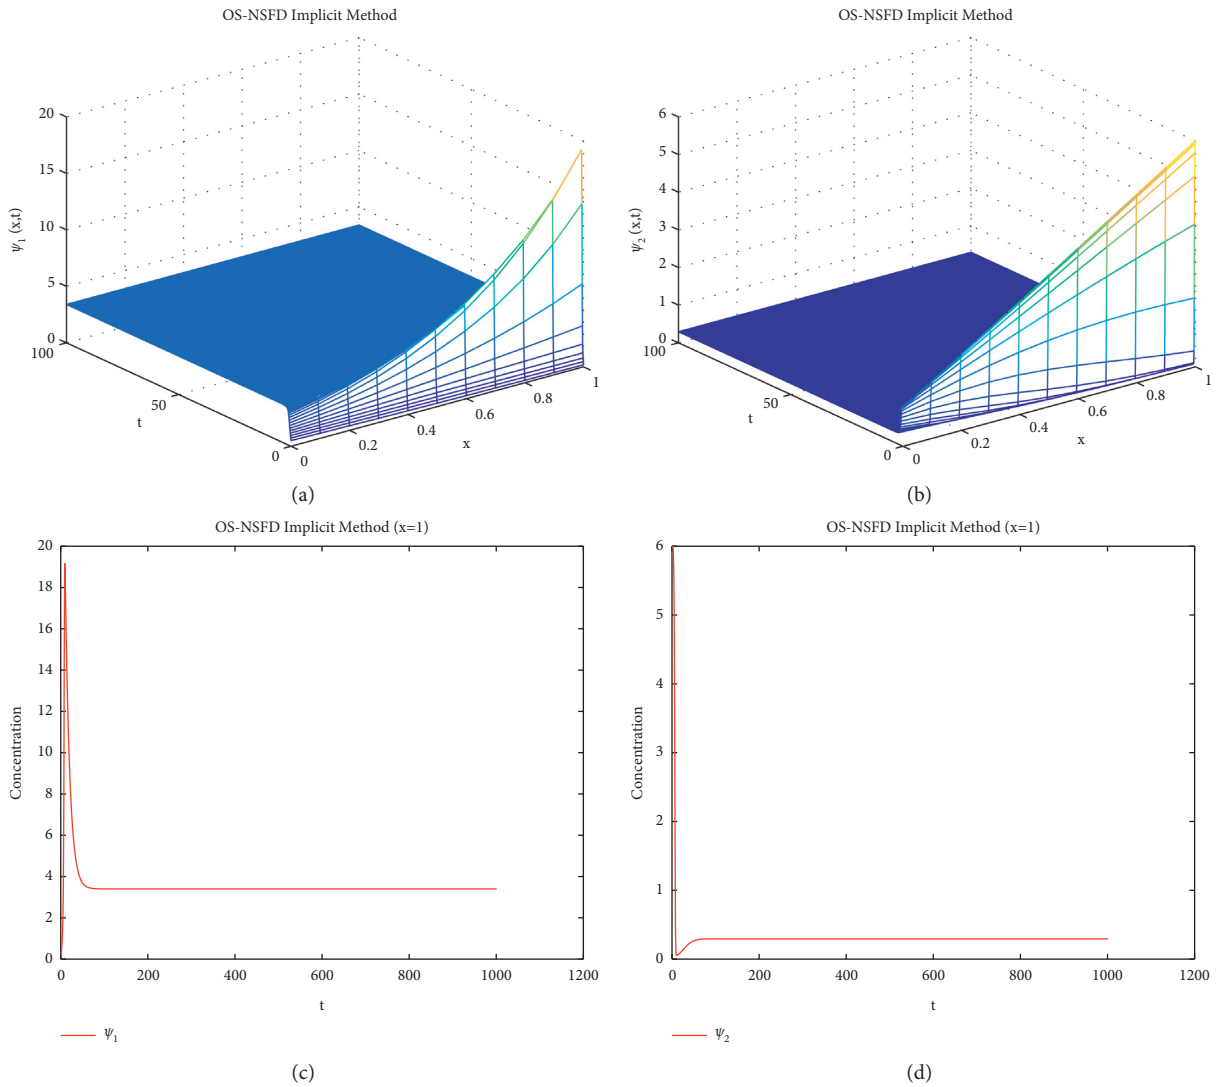 OS-NSFD Implicit Method
20
15
10
5
0
ψ1 (x,t)
100
50
0
t
0
0.2
0.4
0.6
0.8
1
x
(a)
OS-NSFD Implicit Method
6
5
4
3
2
1
0
ψ2 (x,t)
100
50
0
t
0
0.2
0.4
0.6
0.8
1
x
(b)
OS-NSFD Implicit Method (x=1)
20
18
16
14
12
10
8
6
4
2
0
Concentration
0 200 400 600 800 1000 1200
t
ψ1
(c)
OS-NSFD Implicit Method (x=1)
6
5
4
3
2
1
0
Concentration
0 200 400 600 800 1000 1200
t
ψ2
(d)